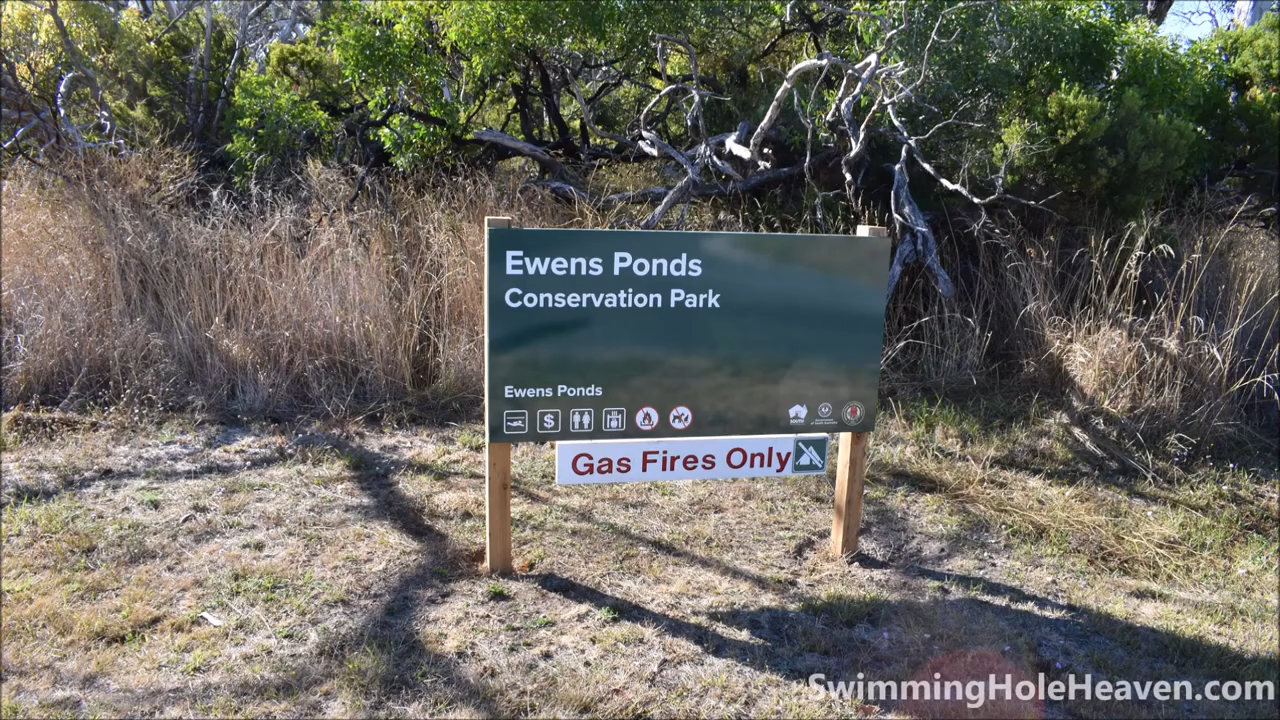 Ewens Ponds
Conservation Park
Ewens Ponds
$
Gas Fires Only
SwimmingHoleHeaven.com